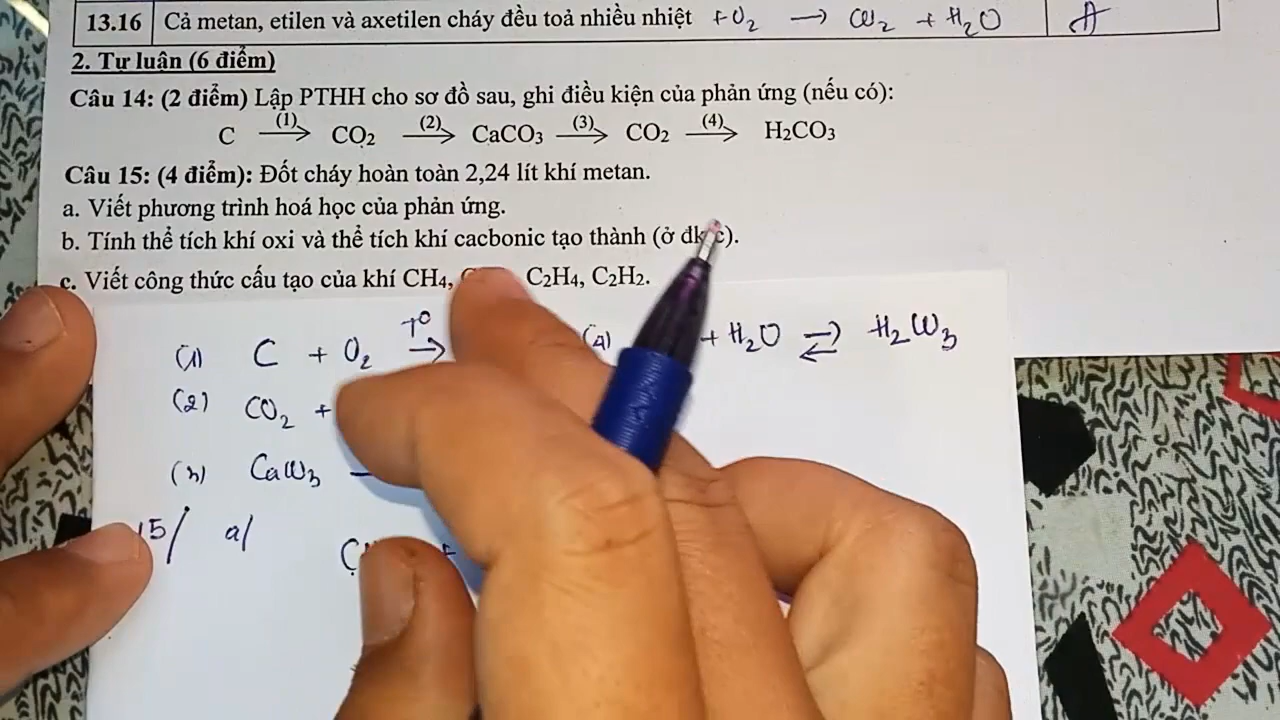 13.16 Cả metan, etilen và axetilen cháy đều toả nhiều nhiệt +O2 → CO2 + H2O A
2. Tự luận (6 điểm)
Câu 14: (2 điểm) Lập PTHH cho sơ đồ sau, ghi điều kiện của phản ứng (nếu có):
C (1)→ CO2 (2)→ CaCO3 (3)→ CO2 (4)→ H2CO3
Câu 15: (4 điểm): Đốt cháy hoàn toàn 2,24 lít khí metan.
a. Viết phương trình hoá học của phản ứng.
b. Tính thể tích khí oxi và thể tích khí cacbonic tạo thành (ở
c. Viết công thức cấu tạo của khí CH4, C2H4, C2H2.
(1) C + O2 t° → (4) + H2O ⇌ H2CO3
(2) CO2 +
(3) CaCO3
15/ a/